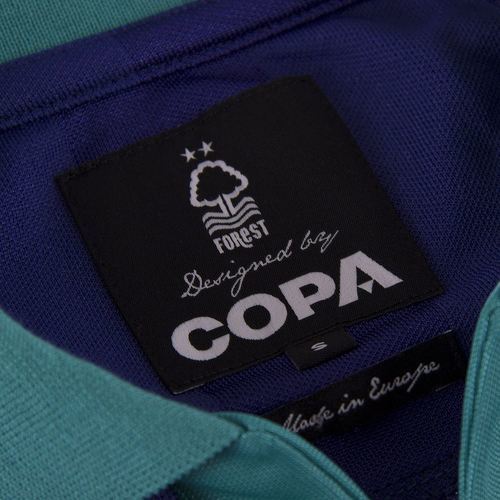 FOREST
Designed by
COPA
S
Made in Europe